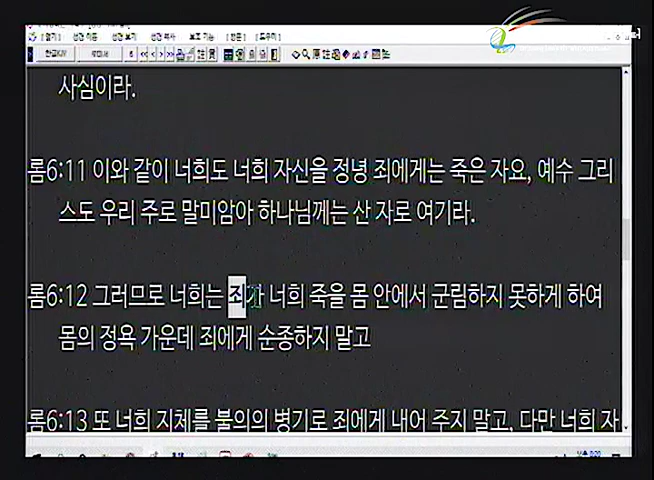 사심이라.
롬6:11 이와 같이 너희도 너희 자신을 정녕 죄에게는 죽은 자요, 예수 그리
스도 우리 주로 말미암아 하나님께는 산 자로 여기라.
롬6:12 그러므로 너희는 죄가 너희 죽을 몸 안에서 군림하지 못하게 하여
몸의 정욕 가운데 죄에게 순종하지 말고
롬6:13 또 너희 지체를 불의의 병기로 죄에게 내어 주지 말고, 다만 너희 자